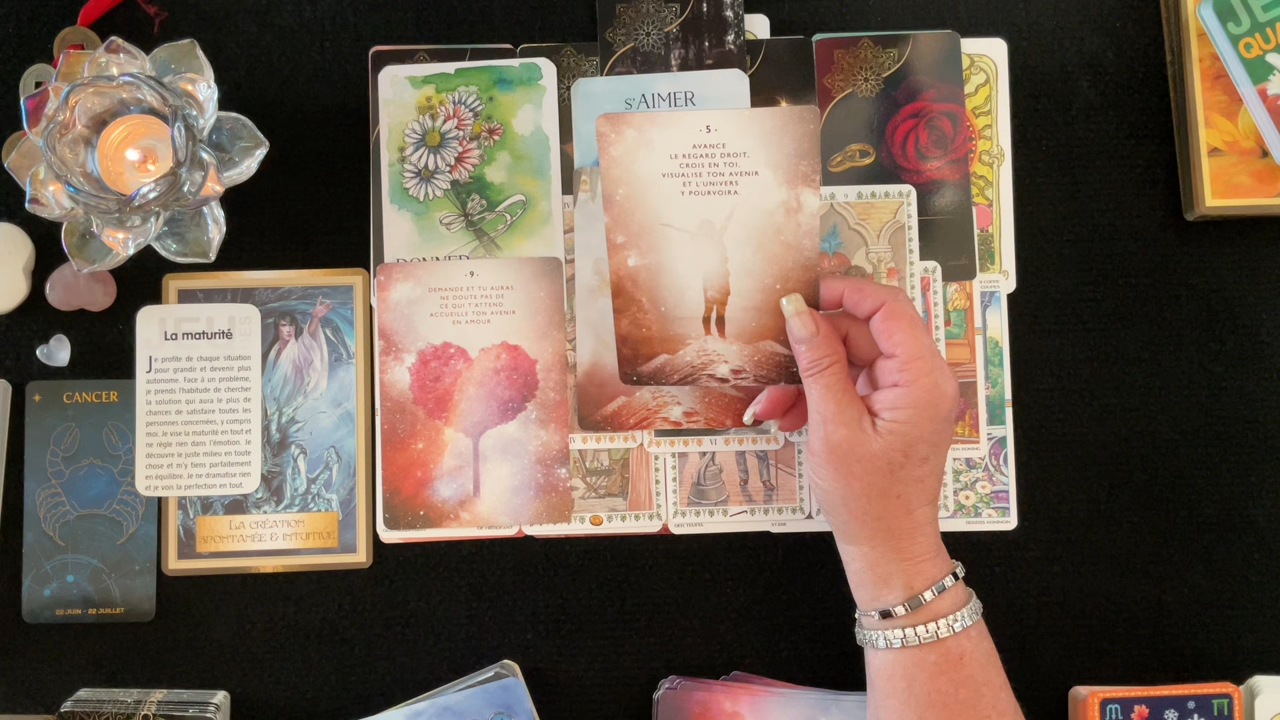 s'AIMER
· 5 ·
AVANCE
LE REGARD DROIT,
CROIS EN TOI,
VISUALISE TON AVENIR
ET L'UNIVERS
Y POURVOIRA.
9
DONNER
· 9 ·
DEMANDE ET TU AURAS
NE DOUTE PAS DE
CE QUI T'ATTEND
ACCUEILLE TON AVENIR
EN AMOUR
La maturité
Je profite de chaque situation
pour grandir et devenir plus
autonome. Face à un problème,
je prends l'habitude de chercher
la solution qui aura le plus de
chances de satisfaire toutes les
personnes concernées, y compris
moi. Je vise la maturité en tout et
ne règle rien dans l'émotion. Je
découvre le juste milieu en toute
chose et m'y tiens parfaitement
en équilibre. Je ne dramatise rien
et je vois la perfection en tout.
CANCER
22 JUIN - 22 JUILLET
LA CRÉATION
SPONTANÉE & INTUITIVE
IV
VI
JE
QU